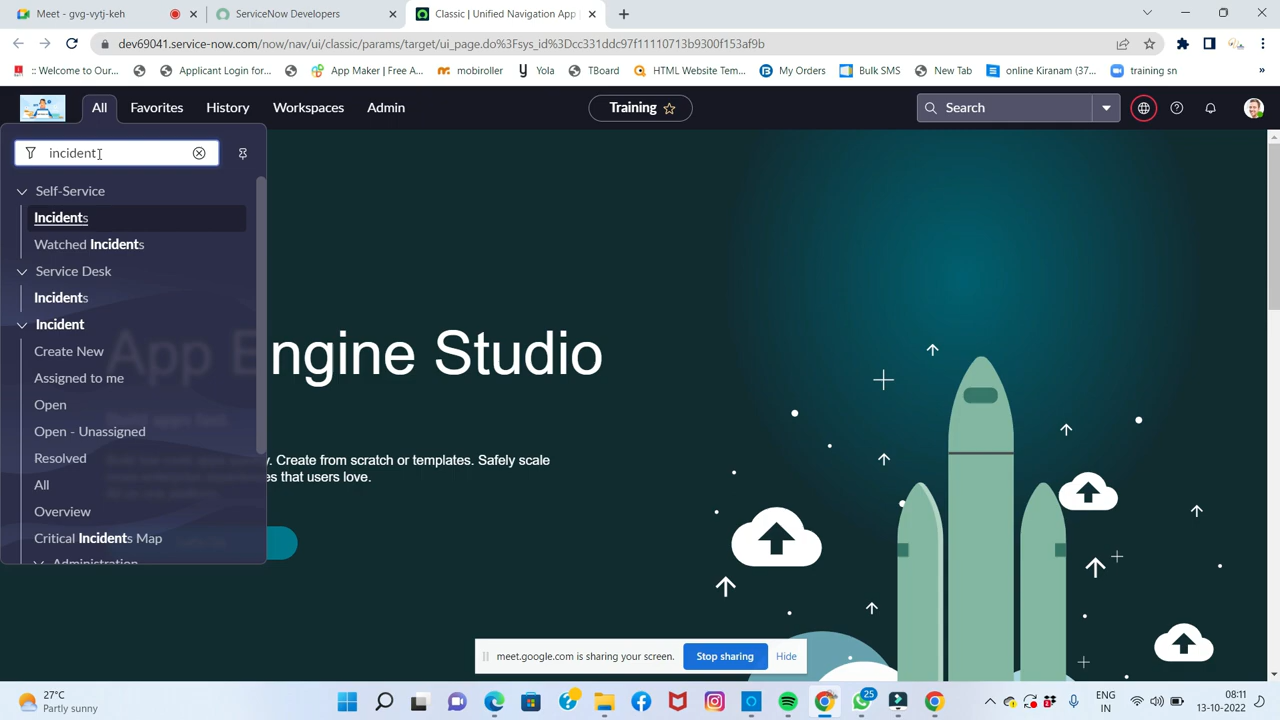 Meet - gvg-vytj-keh
ServiceNow Developers
Classic | Unified Navigation App
dev69041.service-now.com/now/nav/ui/classic/params/target/ui_page.do%3Fsys_id%3Dcc331ddc97f11110713b9300f153af9b
:: Welcome to Our...
Applicant Login for...
App Maker | Free A...
mobiroller
Yola
TBoard
HTML Website Tem...
My Orders
Bulk SMS
New Tab
online Kiranam (37...
training sn
»
All
Favorites
History
Workspaces
Admin
Training
Search
incident
Self-Service
Incidents
Watched Incidents
Service Desk
Incidents
Incident
Create New
Assigned to me
Open
Open - Unassigned
Resolved
All
Overview
Critical Incidents Map
Administration
App Engine Studio
. Create from scratch or templates. Safely scale
es that users love.
meet.google.com is sharing your screen.
Stop sharing
Hide
27°C
Partly sunny
25
ENG
IN
08:11
13-10-2022